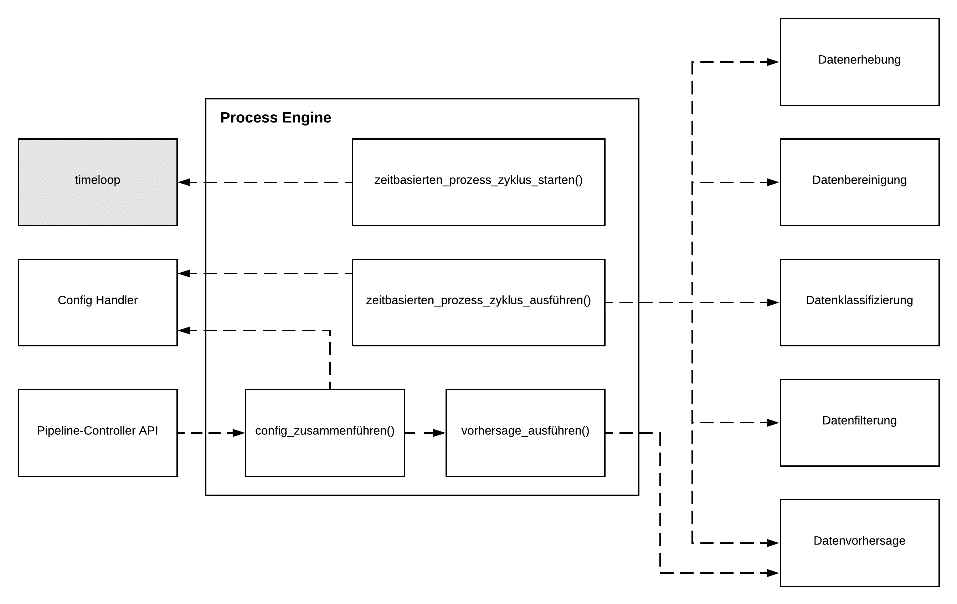 Datenerhebung
Process Engine
timeloop
zeitbasierten_prozess_zyklus_starten()
Datenbereinigung
Config Handler
zeitbasierten_prozess_zyklus_ausführen()
Datenklassifizierung
Datenfilterung
Pipeline-Controller API
config_zusammenführen()
vorhersage_ausführen()
Datenvorhersage